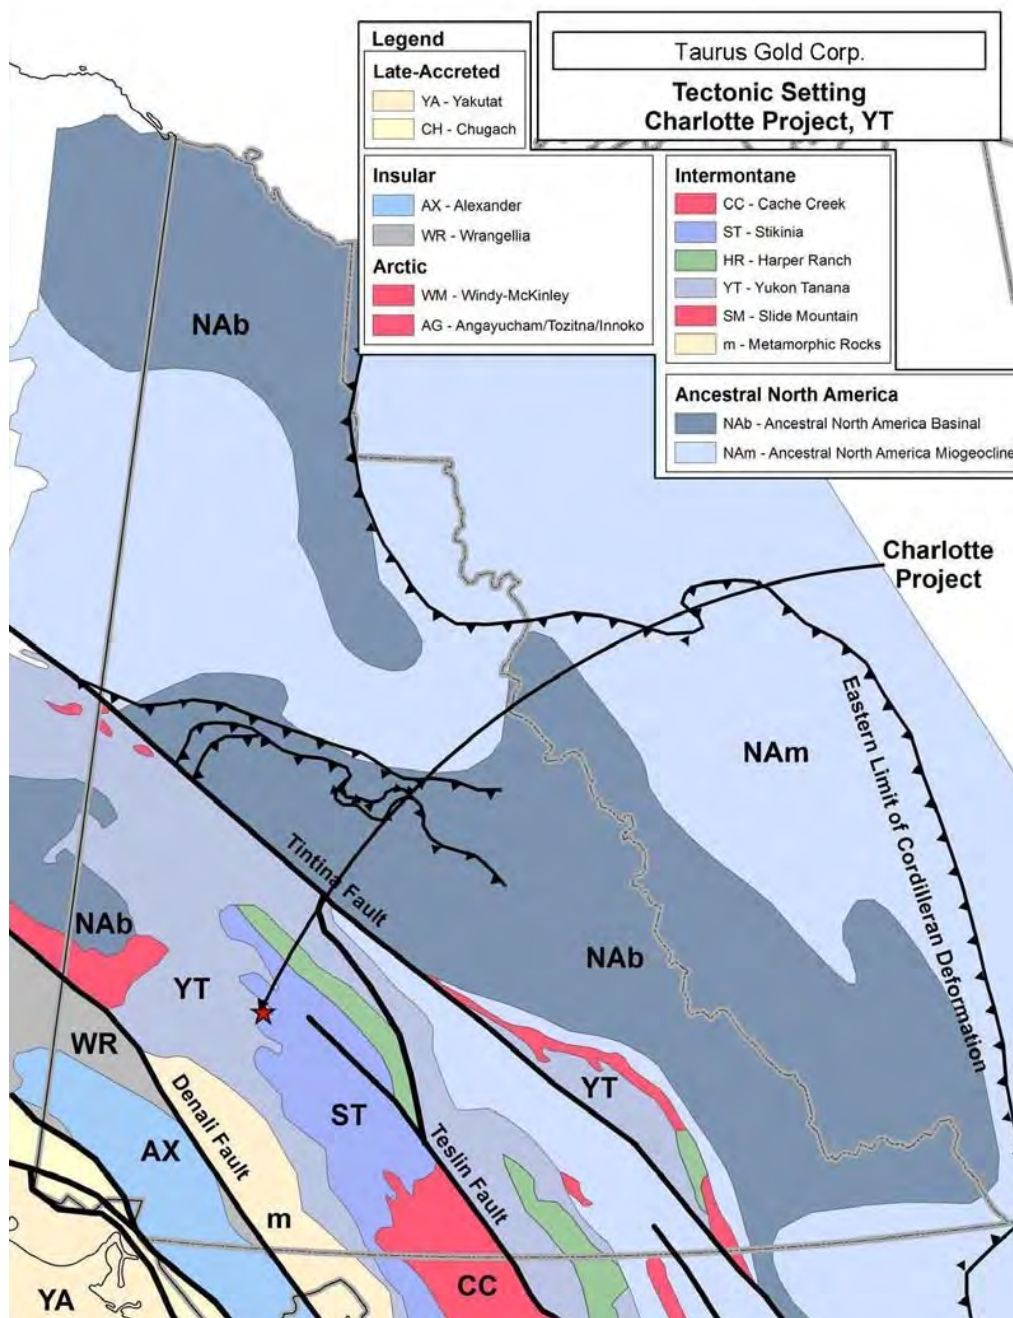 Legend
Late-Accreted
YA - Yakutat
CH - Chugach
Taurus Gold Corp.
Tectonic Setting
Charlotte Project, YT
Insular
AX - Alexander
WR - Wrangellia
Arctic
WM - Windy-McKinley
AG - Angayucham/Tozitna/Innoko
Intermontane
CC - Cache Creek
ST - Stikinia
HR - Harper Ranch
YT - Yukon Tanana
SM - Slide Mountain
m - Metamorphic Rocks
Ancestral North America
NAb - Ancestral North America Basinal
NAm - Ancestral North America Miogeocline
NAb
Charlotte
Project
Eastern Limit of Cordilleran Deformation
NAm
Tintina Fault
NAb
NAb
YT
WR
Denali Fault
ST
YT
AX
Teslin Fault
m
CC
YA